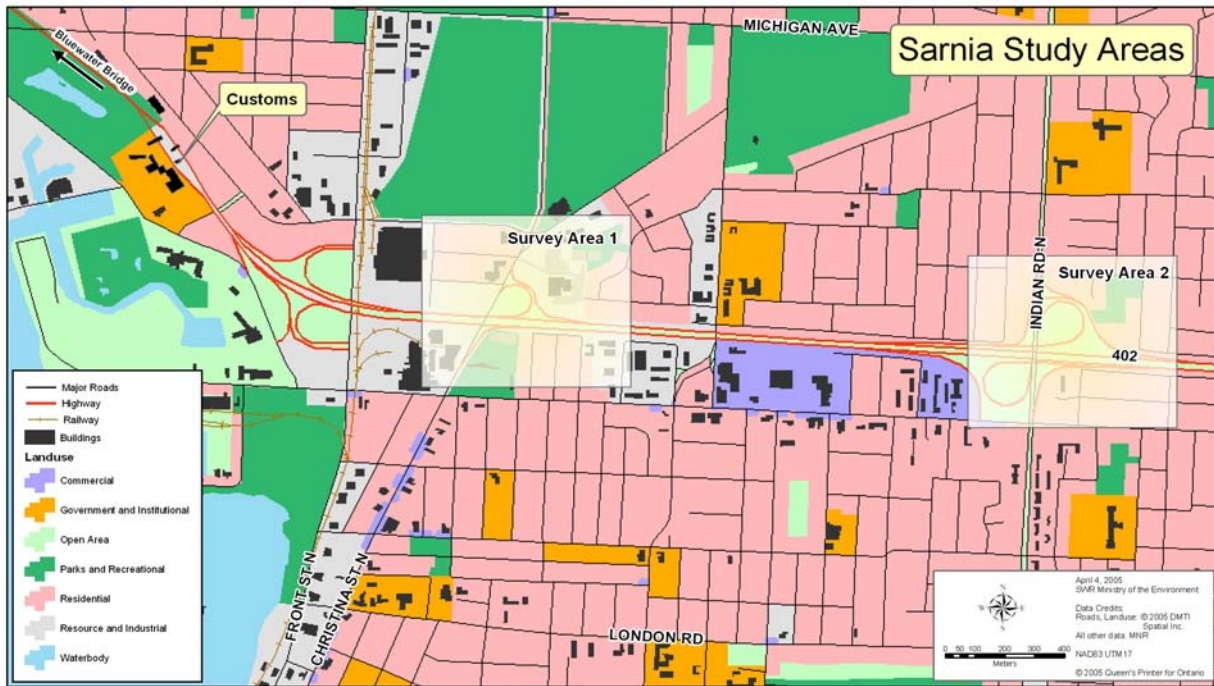 MICHIGAN AVE
Sarnia Study Areas
Bluewater Bridge
Customs
Survey Area 1
Survey Area 2
INDIAN RD N
402
Major Roads
Highway
Railway
Buildings
Landuse
Commercial
Government and Institutional
Open Area
Parks and Recreational
Residential
Resource and Industrial
Waterbody
FRONT ST N
CHRISTINA ST N
LONDON RD
N
W E
S
0 50 100 200 300 400
Meters
April 4, 2005
SWR Ministry of the Environment
Data Credits:
Roads, Landuse: © 2005 DMTI
Spatial Inc.
All other data: MNR
NAD83 UTM17
© 2005 Queen's Printer for Ontario